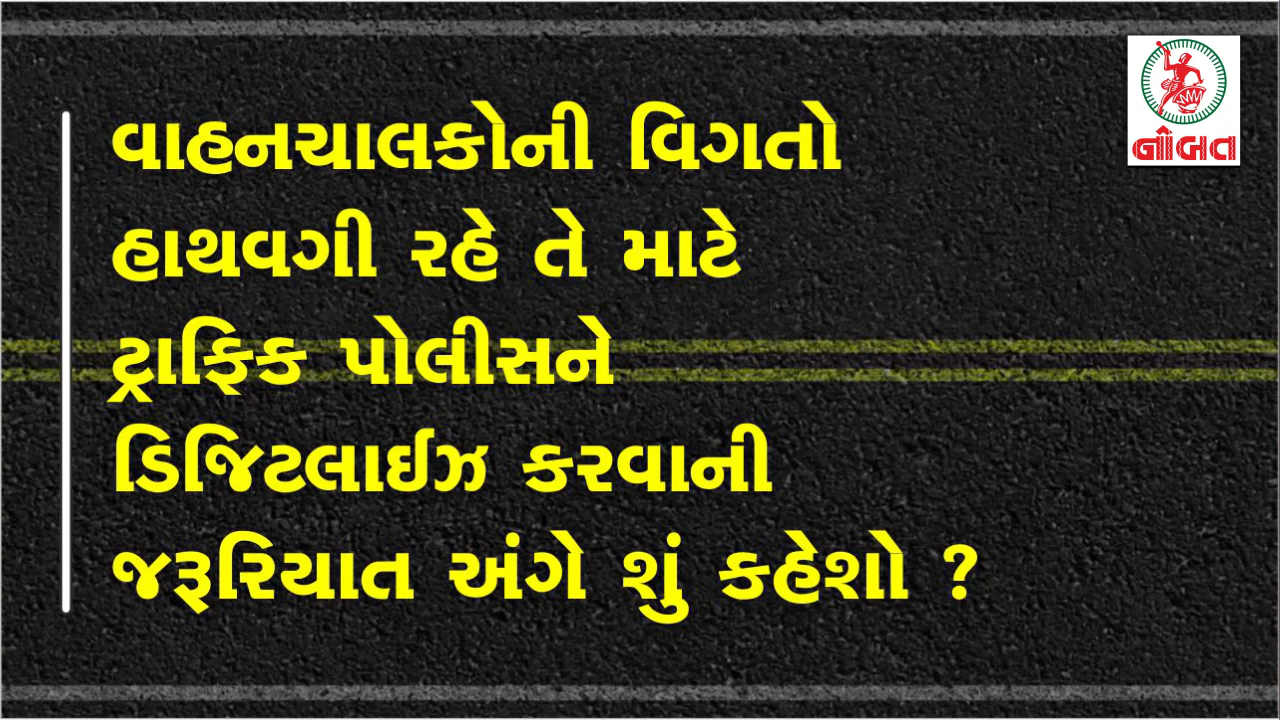 વાહનચાલકોની વિગતો
હાથવગી રહે તે માટે
ટ્રાફિક પોલીસને
ડિજિટલાઈઝ કરવાની
જરૂરિયાત અંગે શું કહેશો ?
નૉબત